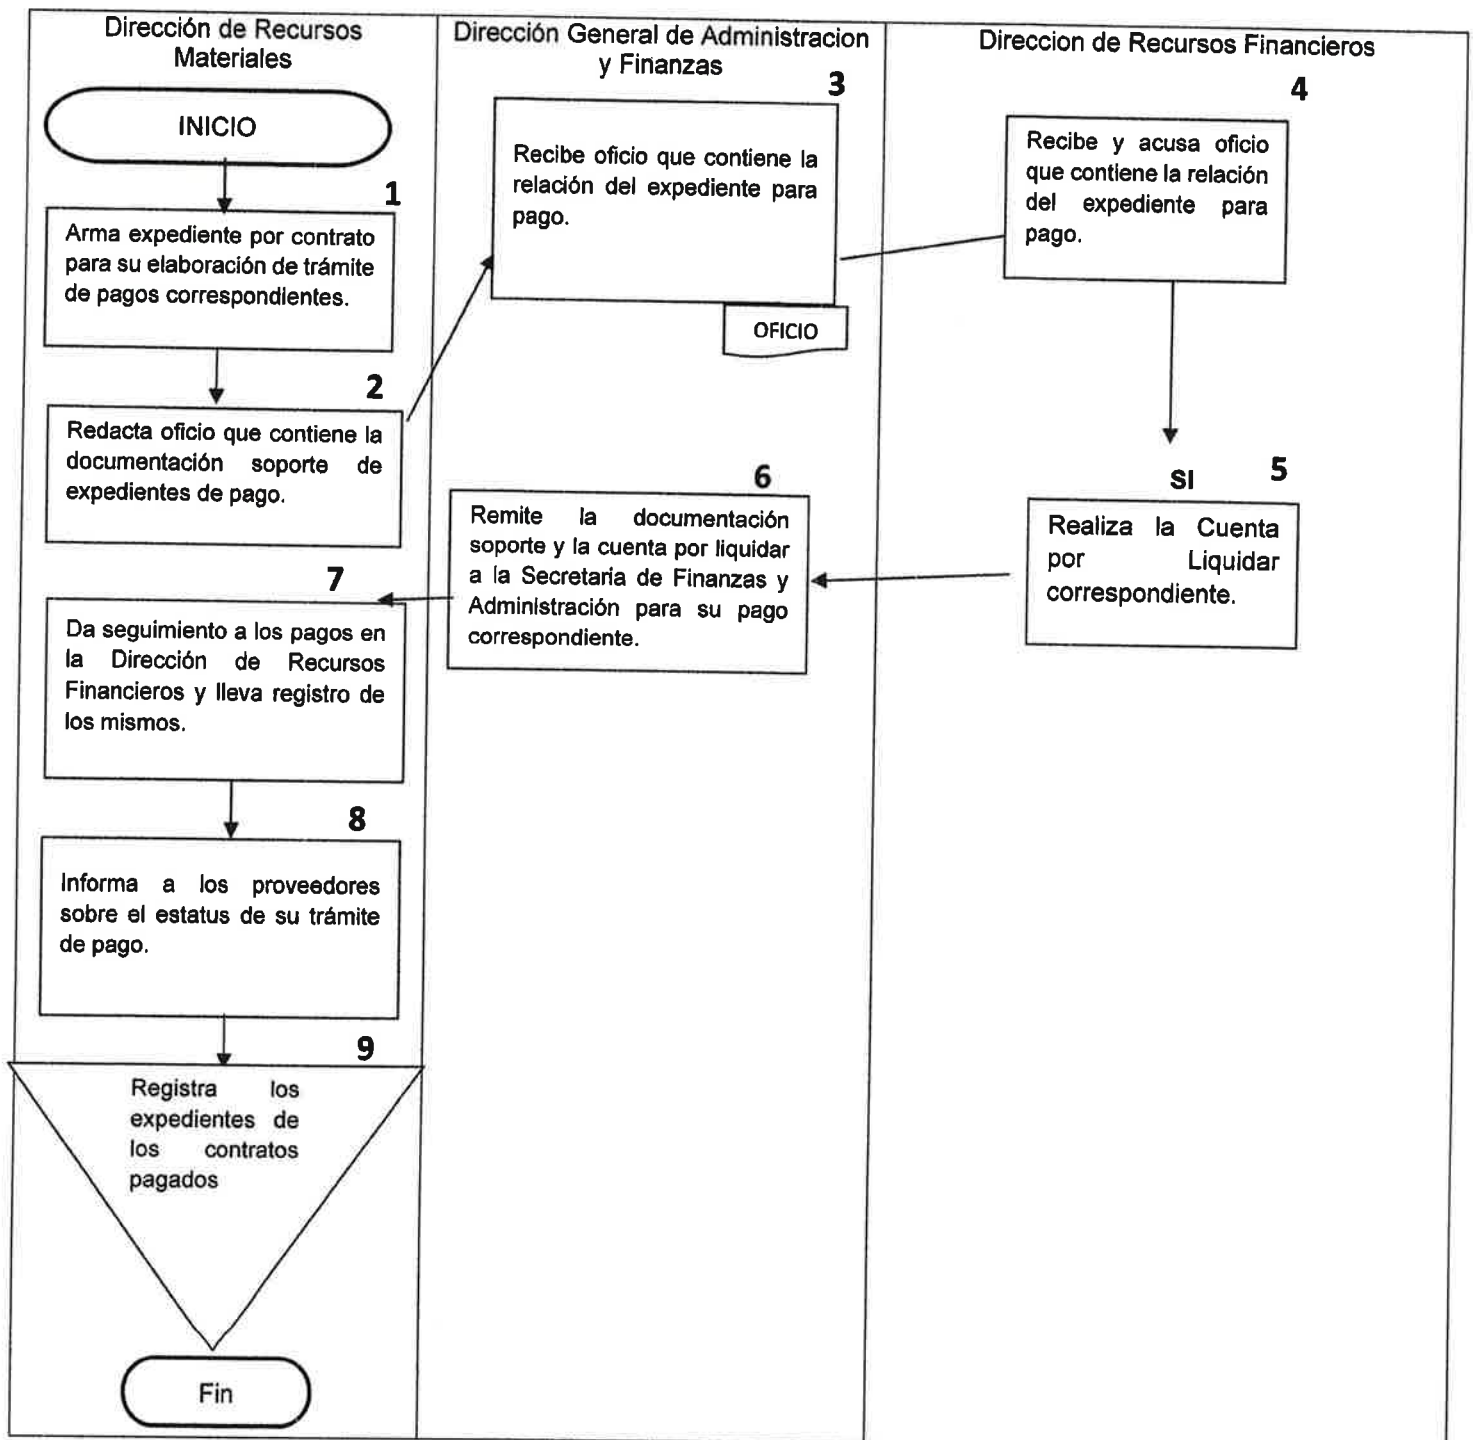 Dirección de Recursos
Materiales
INICIO
1
Arma expediente por contrato
para su elaboración de trámite
de pagos correspondientes.
2
Redacta oficio que contiene la
documentación soporte de
expedientes de pago.
Dirección General de Administracion
y Finanzas
3
Recibe oficio que contiene la
relación del expediente para
pago.
OFICIO
Direccion de Recursos Financieros
4
Recibe y acusa oficio
que contiene la relación
del expediente para
pago.
SI
5
Realiza la Cuenta
por Liquidar
correspondiente.
6
Remite la documentación
soporte y la cuenta por liquidar
a la Secretaria de Finanzas y
Administración para su pago
correspondiente.
7
Da seguimiento a los pagos en
la Dirección de Recursos
Financieros y lleva registro de
los mismos.
8
Informa a los proveedores
sobre el estatus de su trámite
de pago.
9
Registra los
expedientes de
los contratos
pagados
Fin